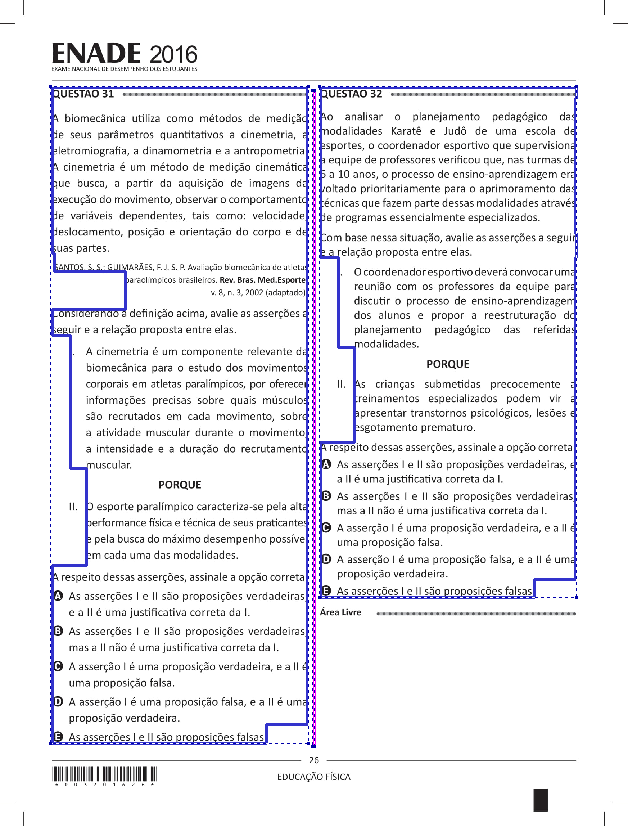 ENADE 2016
EXAME NACIONAL DE DESEMPENHO DOS ESTUDANTES
QUESTÃO 31
A biomecânica utiliza como métodos de medição
de seus parâmetros quantitativos a cinemetria, a
eletromiografia, a dinamometria e a antropometria.
A cinemetria é um método de medição cinemática
que busca, a partir da aquisição de imagens da
execução do movimento, observar o comportamento
de variáveis dependentes, tais como: velocidade,
deslocamento, posição e orientação do corpo e de
suas partes.
SANTOS, S. S.; GUIMARÃES, F. J. S. P. Avaliação biomecânica de atletas
paraolímpicos brasileiros. Rev. Bras. Med.Esporte,
v. 8, n. 3, 2002 (adaptado).
Considerando a definição acima, avalie as asserções a
seguir e a relação proposta entre elas.
I. A cinemetria é um componente relevante da
biomecânica para o estudo dos movimentos
corporais em atletas paralímpicos, por oferecer
informações precisas sobre quais músculos
são recrutados em cada movimento, sobre
a atividade muscular durante o movimento,
a intensidade e a duração do recrutamento
muscular.
PORQUE
II. O esporte paralímpico caracteriza-se pela alta
performance física e técnica de seus praticantes
e pela busca do máximo desempenho possível
em cada uma das modalidades.
A respeito dessas asserções, assinale a opção correta.
A As asserções I e II são proposições verdadeiras,
e a II é uma justificativa correta da I.
B As asserções I e II são proposições verdadeiras,
mas a II não é uma justificativa correta da I.
C A asserção I é uma proposição verdadeira, e a II é
uma proposição falsa.
D A asserção I é uma proposição falsa, e a II é uma
proposição verdadeira.
E As asserções I e II são proposições falsas.
QUESTÃO 32
Ao analisar o planejamento pedagógico das
modalidades Karatê e Judô de uma escola de
esportes, o coordenador esportivo que supervisiona
a equipe de professores verificou que, nas turmas de
6 a 10 anos, o processo de ensino-aprendizagem era
voltado prioritariamente para o aprimoramento das
técnicas que fazem parte dessas modalidades através
de programas essencialmente especializados.
Com base nessa situação, avalie as asserções a seguir
e a relação proposta entre elas.
I. O coordenador esportivo deverá convocar uma
reunião com os professores da equipe para
discutir o processo de ensino-aprendizagem
dos alunos e propor a reestruturação do
planejamento pedagógico das referidas
modalidades.
PORQUE
II. As crianças submetidas precocemente a
treinamentos especializados podem vir a
apresentar transtornos psicológicos, lesões e
esgotamento prematuro.
A respeito dessas asserções, assinale a opção correta.
A As asserções I e II são proposições verdadeiras, e
a II é uma justificativa correta da I.
B As asserções I e II são proposições verdadeiras,
mas a II não é uma justificativa correta da I.
C A asserção I é uma proposição verdadeira, e a II é
uma proposição falsa.
D A asserção I é uma proposição falsa, e a II é uma
proposição verdadeira.
E As asserções I e II são proposições falsas.
Área Livre
26
EDUCAÇÃO FÍSICA